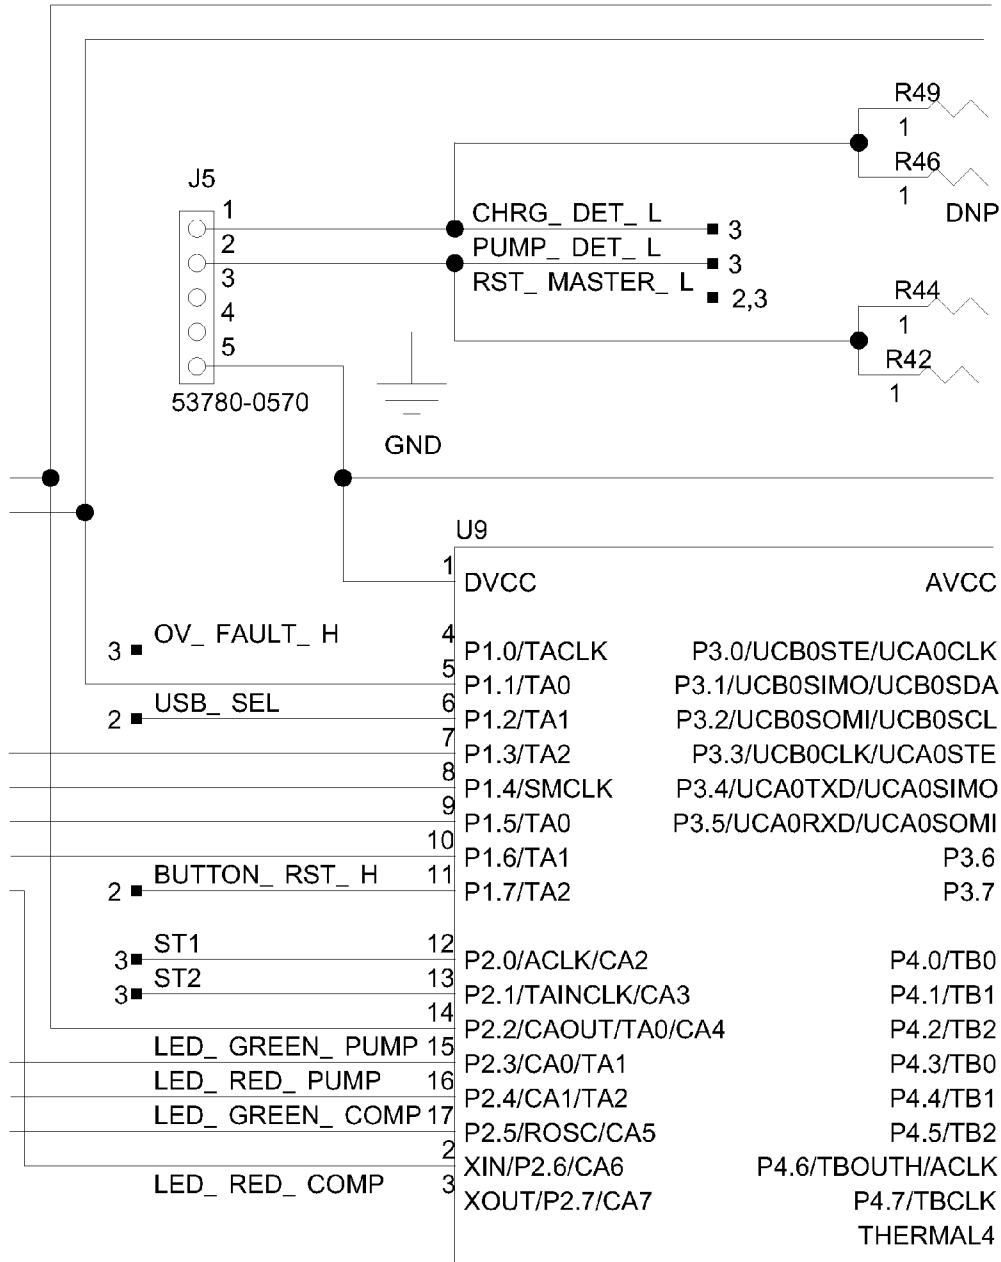 R49
1
R46
1
DNP
J5
1
2
3
4
5
53780-0570
CHRG_ DET_ L
3
PUMP_ DET_ L
3
RST_ MASTER_ L
2,3
R44
1
R42
1
GND
U9
1
DVCC
AVCC
OV_ FAULT_ H
3
4
P1.0/TACLK
P3.0/UCB0STE/UCA0CLK
5
P1.1/TA0
P3.1/UCB0SIMO/UCB0SDA
USB_ SEL
2
6
P1.2/TA1
P3.2/UCB0SOMI/UCB0SCL
7
P1.3/TA2
P3.3/UCB0CLK/UCA0STE
8
P1.4/SMCLK
P3.4/UCA0TXD/UCA0SIMO
9
P1.5/TA0
P3.5/UCA0RXD/UCA0SOMI
10
P1.6/TA1
P3.6
BUTTON_ RST_ H
2
11
P1.7/TA2
P3.7
ST1
3
12
P2.0/ACLK/CA2
P4.0/TB0
ST2
3
13
P2.1/TAINCLK/CA3
P4.1/TB1
14
P2.2/CAOUT/TA0/CA4
P4.2/TB2
LED_ GREEN_ PUMP
15
P2.3/CA0/TA1
P4.3/TB0
LED_ RED_ PUMP
16
P2.4/CA1/TA2
P4.4/TB1
LED_ GREEN_ COMP
17
P2.5/ROSC/CA5
P4.5/TB2
2
XIN/P2.6/CA6
P4.6/TBOUTH/ACLK
LED_ RED_ COMP
3
XOUT/P2.7/CA7
P4.7/TBCLK
THERMAL4